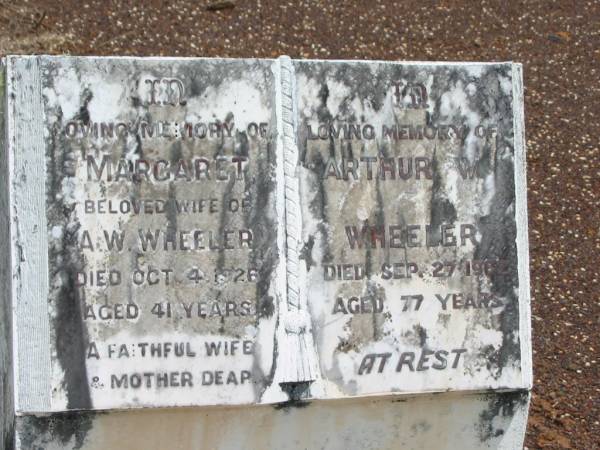 IN
LOVING MEMORY OF
MARGARET
BELOVED WIFE OF
A. W. WHEELER
DIED OCT. 4. 1926
AGED 41 YEARS
A FAITHFUL WIFE
& MOTHER DEAR
IN
LOVING MEMORY OF
ARTHUR W.
WHEELER
DIED SEP. 27
AGED 77 YEARS
AT REST